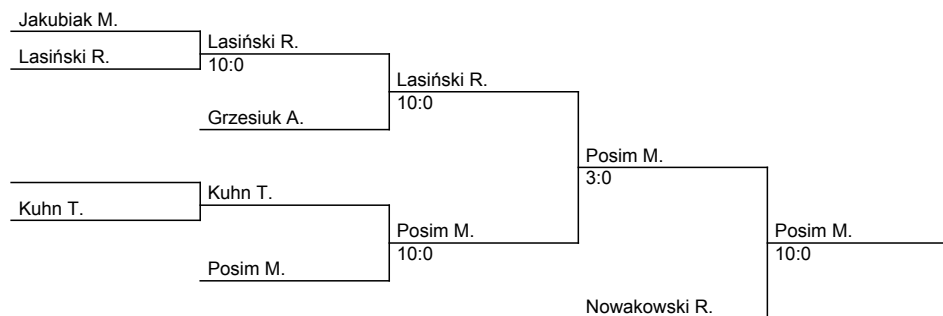 Jakubiak M.
Lasiński R.
Lasiński R.
10:0
Lasiński R.
10:0
Grzesiuk A.
Posim M.
3:0
Kuhn T.
Kuhn T.
Posim M.
10:0
Posim M.
10:0
Posim M.
Nowakowski R.